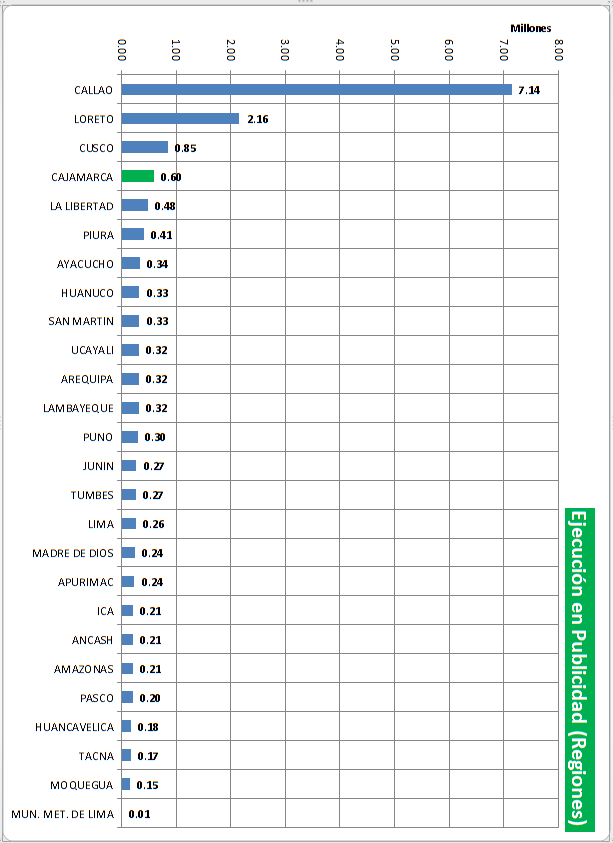 Millones
0.00 1.00 2.00 3.00 4.00 5.00 6.00 7.00 8.00
CALLAO 7.14
LORETO 2.16
CUSCO 0.85
CAJAMARCA 0.60
LA LIBERTAD 0.48
PIURA 0.41
AYACUCHO 0.34
HUANUCO 0.33
SAN MARTIN 0.33
UCAYALI 0.32
AREQUIPA 0.32
LAMBAYEQUE 0.32
PUNO 0.30
JUNIN 0.27
TUMBES 0.27
LIMA 0.26
MADRE DE DIOS 0.24
APURIMAC 0.24
ICA 0.21
ANCASH 0.21
AMAZONAS 0.21
PASCO 0.20
HUANCAVELICA 0.18
TACNA 0.17
MOQUEGUA 0.15
MUN. MET. DE LIMA 0.01
Ejecución en Publicidad (Regiones)